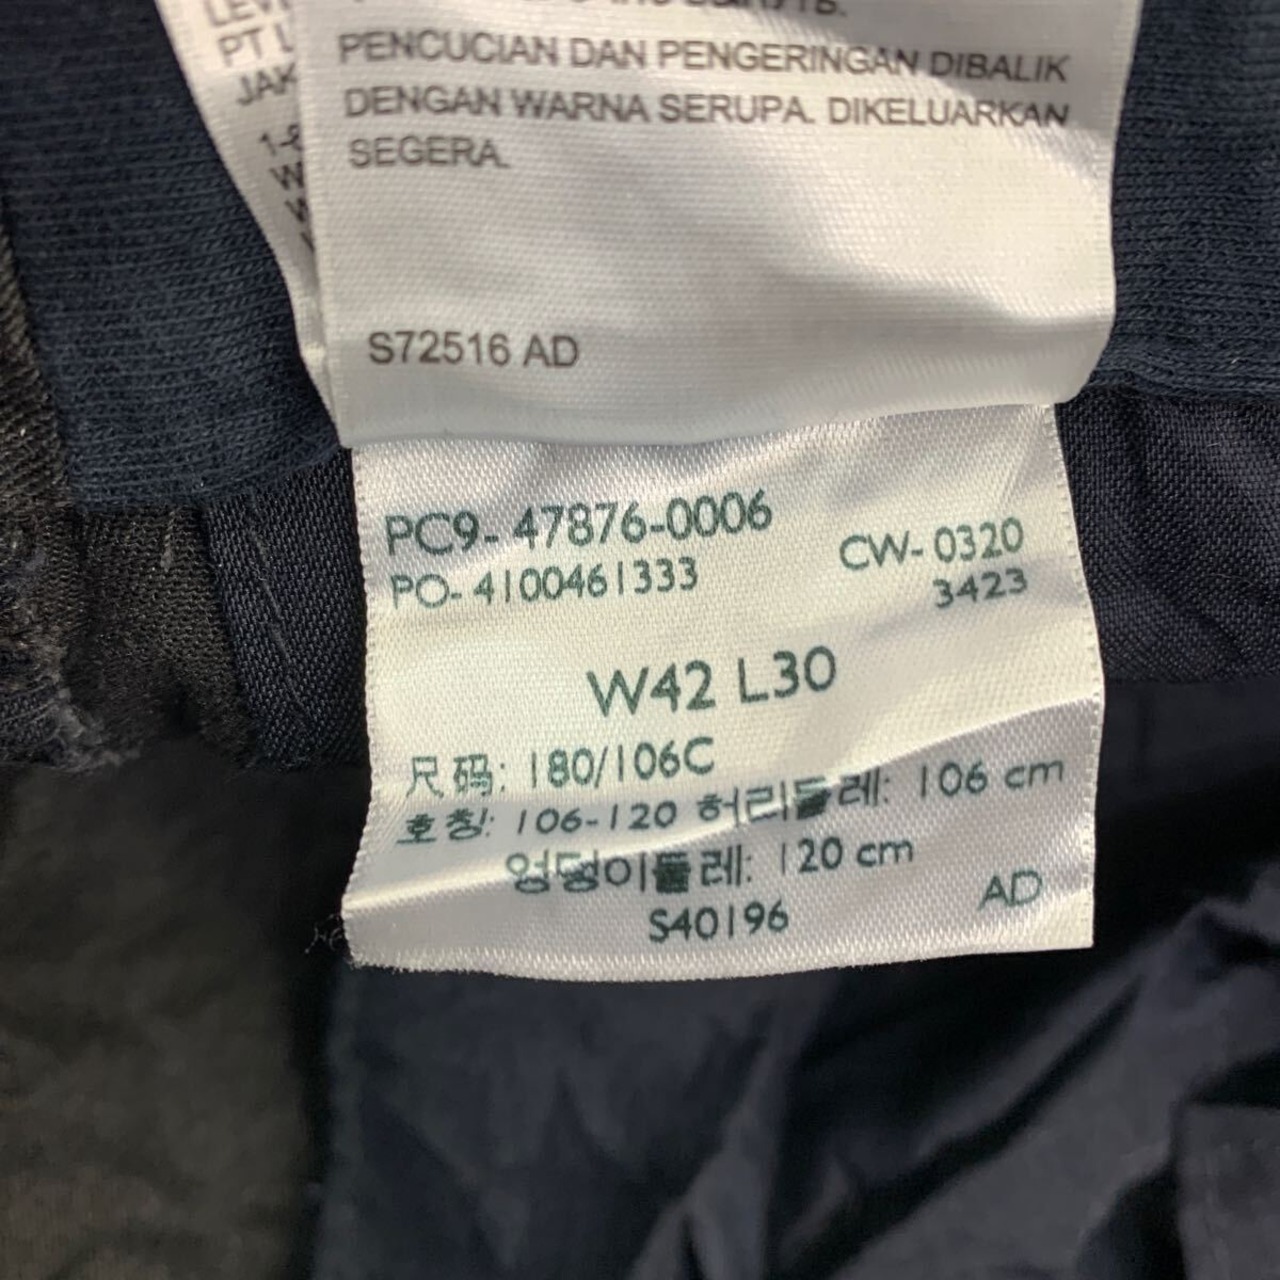 PT
JAK
PENCUCIAN DAN PENGERINGAN DIBALIK
DENGAN WARNA SERUPA. DIKELUARKAN
SEGERA.
S72516 AD
PC9- 47876-0006
PO- 4100461333
CW- 0320
3423
W42 L30
尺码: 180/106C
호칭: 106-120 허리둘레: 106 cm
엉덩이둘레: 120 cm
S40196
AD